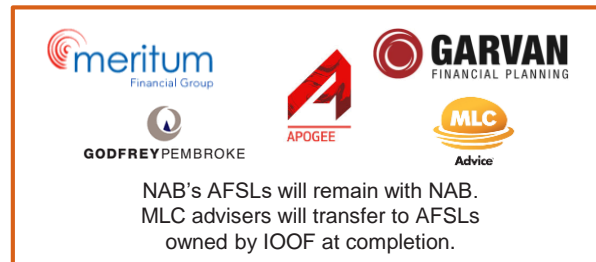 meritum
Financial Group
GARVAN
FINANCIAL PLANNING
APOGEE
MLC
Advice
GODFREYPEMBROKE
NAB's AFSLs will remain with NAB.
MLC advisers will transfer to AFSLs
owned by IOOF at completion.